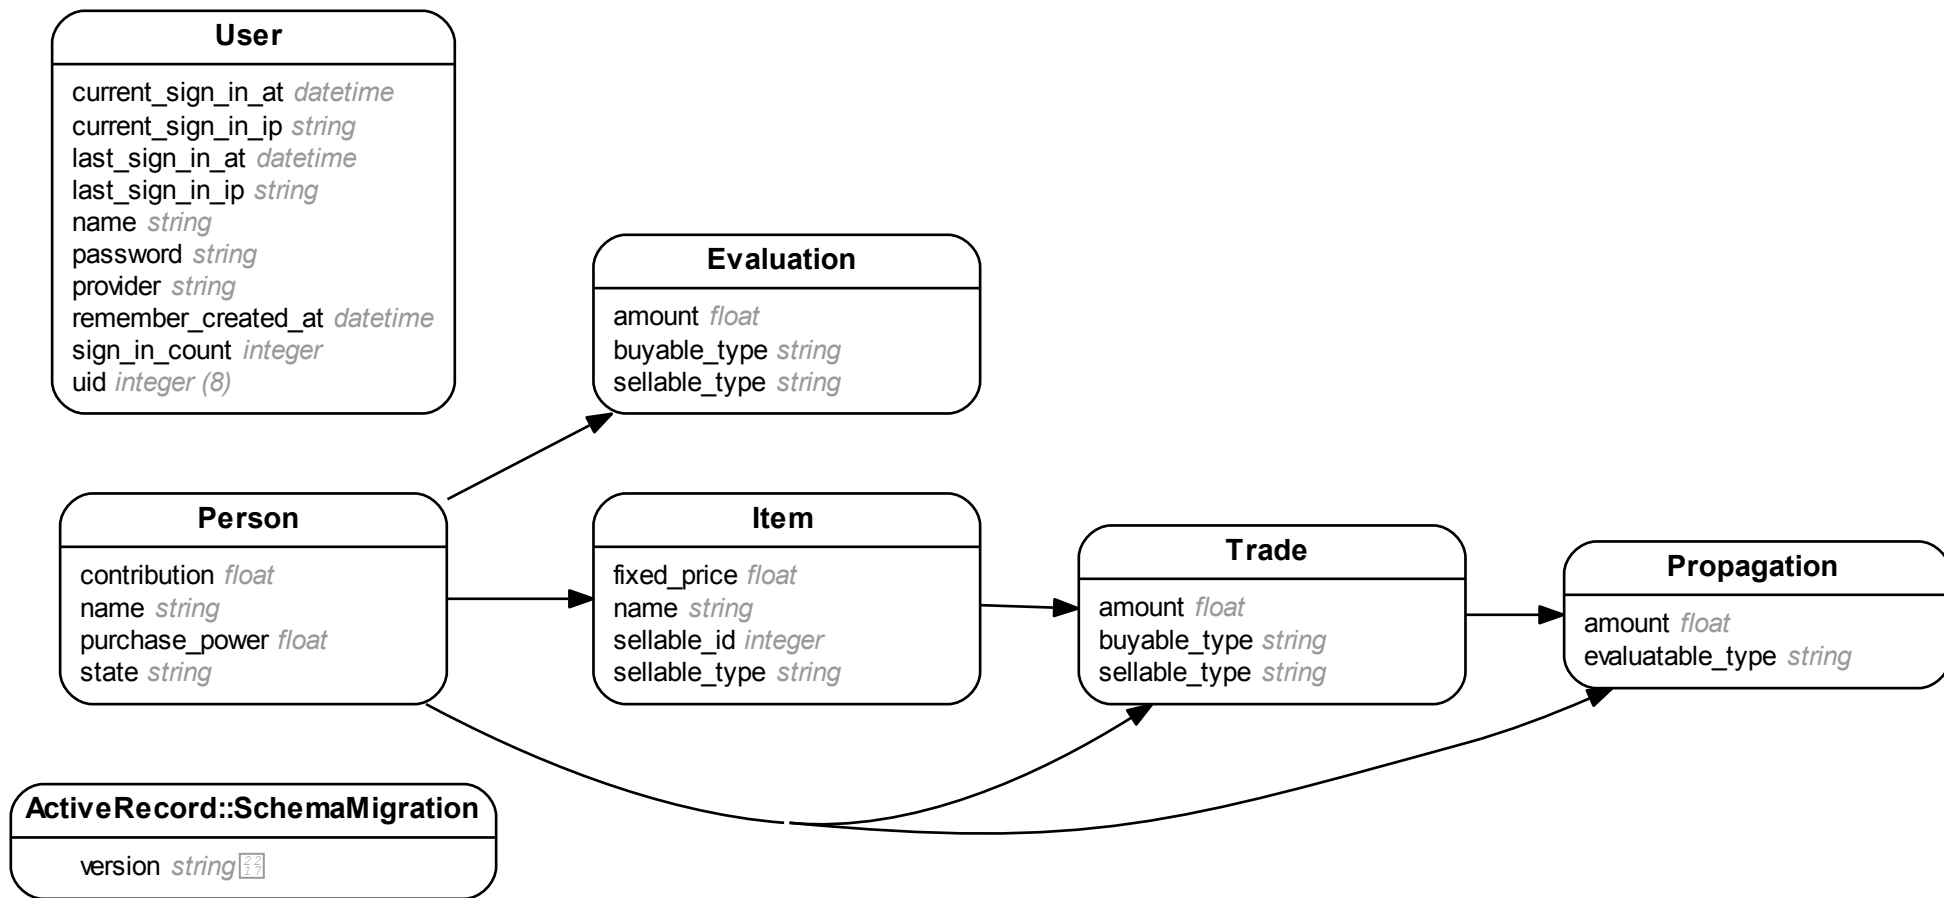 User
current_sign_in_at datetime
current_sign_in_ip string
last_sign_in_at datetime
last_sign_in_ip string
name string
password string
provider string
remember_created_at datetime
sign_in_count integer
uid integer (8)
Evaluation
amount float
buyable_type string
sellable_type string
Person
contribution float
name string
purchase_power float
state string
Item
fixed_price float
name string
sellable_id integer
sellable_type string
Trade
amount float
buyable_type string
sellable_type string
Propagation
amount float
evaluatable_type string
ActiveRecord::SchemaMigration
version string